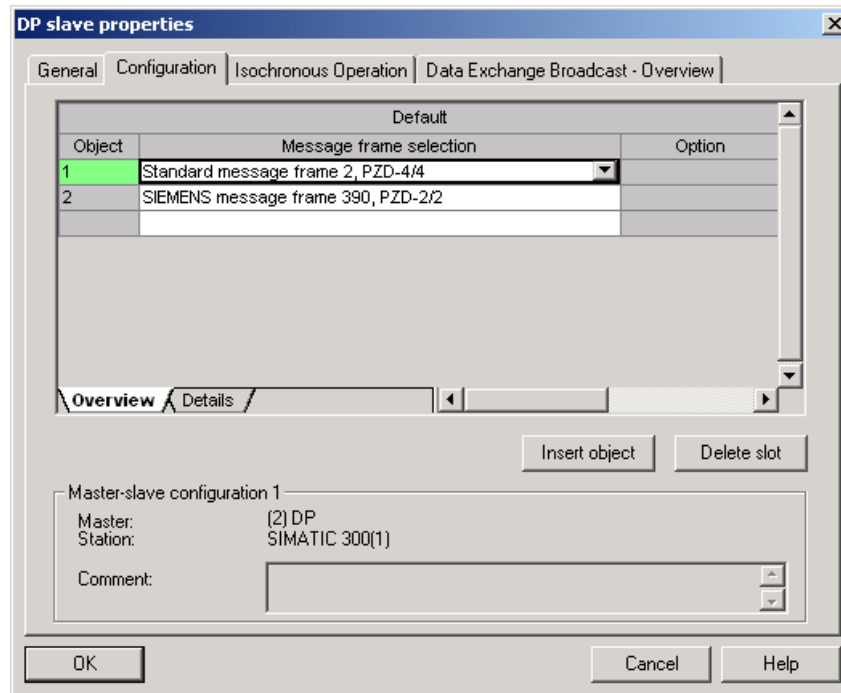 DP slave properties
General Configuration Isochronous Operation Data Exchange Broadcast - Overview
Default
Object Message frame selection Option
1 Standard message frame 2, PZD-4/4
2 SIEMENS message frame 390, PZD-2/2
Overview Details
Insert object Delete slot
Master-slave configuration 1
Master: (2) DP
Station: SIMATIC 300(1)
Comment:
OK Cancel Help